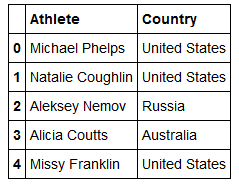 Athlete Country
0 Michael Phelps United States
1 Natalie Coughlin United States
2 Aleksey Nemov Russia
3 Alicia Coutts Australia
4 Missy Franklin United States